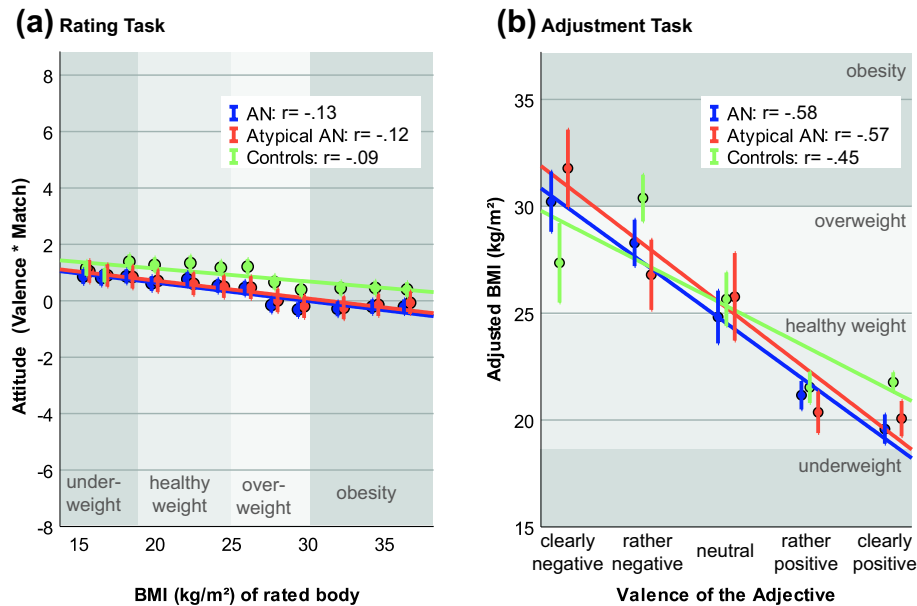 (a) Rating Task
8
6
4
2
0
-2
-4
-6
-8
Attitude (Valence * Match)
AN: r= -.13
Atypical AN: r= -.12
Controls: r= -.09
under-
weight
healthy
weight
over-
weight
obesity
15 20 25 30 35
BMI (kg/m²) of rated body
(b) Adjustment Task
35
30
25
20
15
Adjusted BMI (kg/m²)
obesity
AN: r= -.58
Atypical AN: r= -.57
Controls: r= -.45
overweight
healthy weight
underweight
clearly
negative
rather
negative
neutral
rather
positive
clearly
positive
Valence of the Adjective